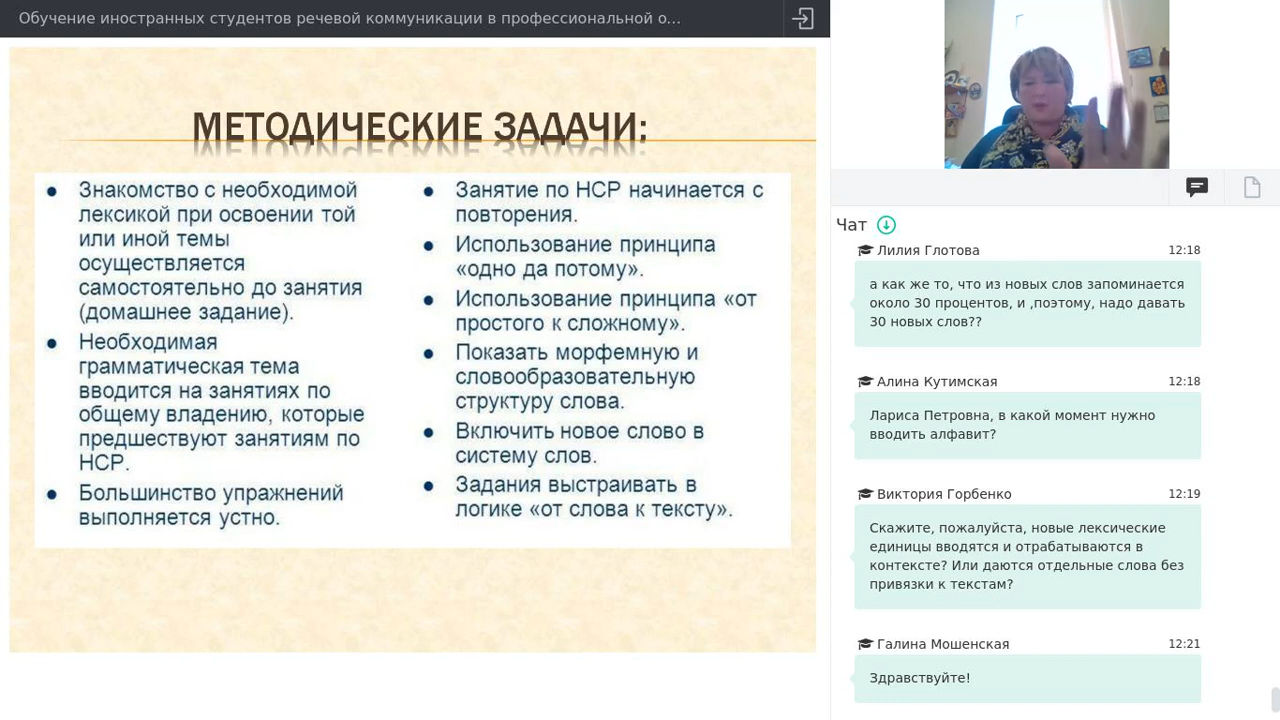 Обучение иностранных студентов речевой коммуникации в профессиональной о...
МЕТОДИЧЕСКИЕ ЗАДАЧИ:
Знакомство с необходимой
лексикой при освоении той
или иной темы
осуществляется
самостоятельно до занятия
(домашнее задание).
Необходимая
грамматическая тема
вводится на занятиях по
общему владению, которые
предшествуют занятиям по
НСР.
Большинство упражнений
выполняется устно.
Занятие по НСР начинается с
повторения.
Использование принципа
«одно да потому».
Использование принципа «от
простого к сложному».
Показать морфемную и
словообразовательную
структуру слова.
Включить новое слово в
систему слов.
Задания выстраивать в
логике «от слова к тексту».
Чат
Лилия Глотова 12:18
а как же то, что из новых слов запоминается
около 30 процентов, и ,поэтому, надо давать
30 новых слов??
Алина Кутимская 12:18
Лариса Петровна, в какой момент нужно
вводить алфавит?
Виктория Горбенко 12:19
Скажите, пожалуйста, новые лексические
единицы вводятся и отрабатываются в
контексте? Или даются отдельные слова без
привязки к текстам?
Галина Мошенская 12:21
Здравствуйте!